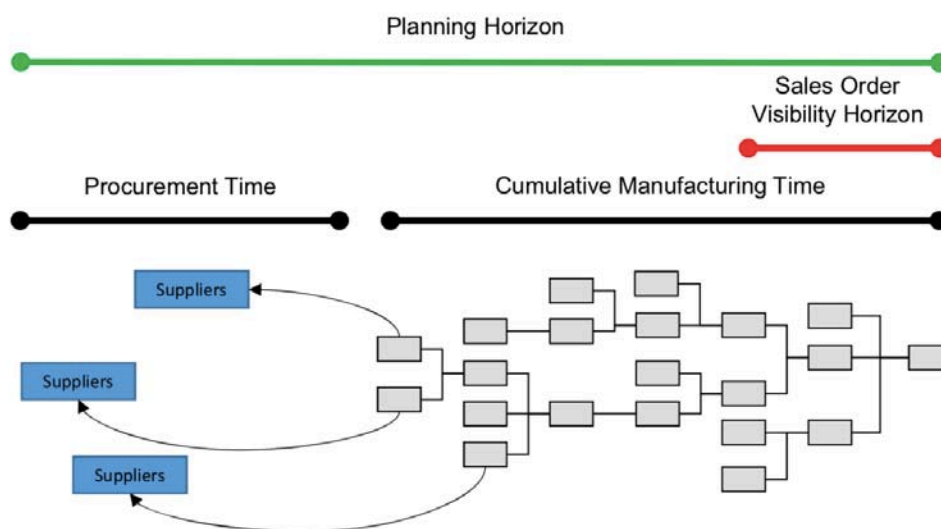 Planning Horizon
Sales Order
Visibility Horizon
Procurement Time
Cumulative Manufacturing Time
Suppliers
Suppliers
Suppliers